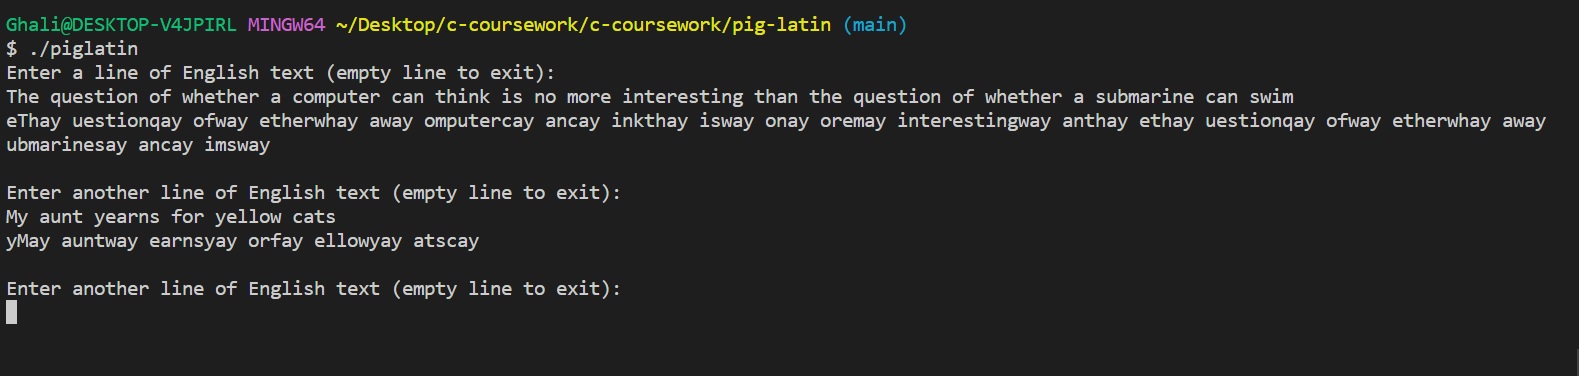 Ghali@DESKTOP-V4JPIRL MINGW64 ~/Desktop/c-coursework/c-coursework/pig-latin (main)
$ ./piglatin
Enter a line of English text (empty line to exit):
The question of whether a computer can think is no more interesting than the question of whether a submarine can swim
eThay uestionqay ofway etherwhay away omputercay ancay inkthay isway onay oremay interestingway anthay ethay uestionqay ofway etherwhay away
ubmarinesay ancay imsway
Enter another line of English text (empty line to exit):
My aunt yearns for yellow cats
yMay auntway earnsyay orfay ellowyay atscay
Enter another line of English text (empty line to exit):